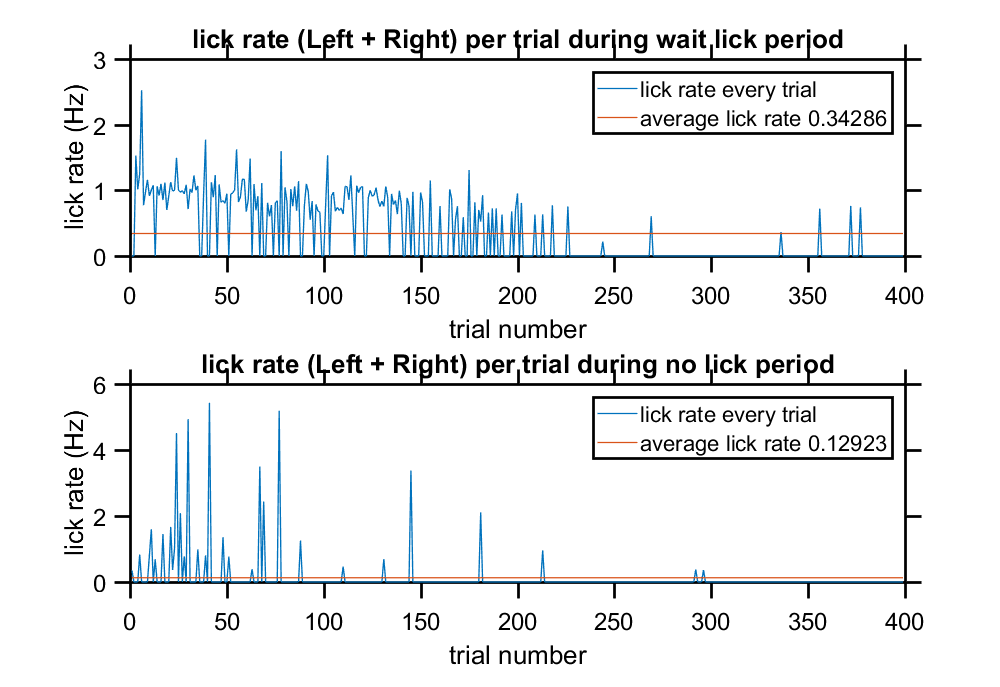 lick rate (Left + Right) per trial during wait lick period
3
2
1
0
lick rate (Hz)
lick rate every trial
average lick rate 0.34286
0 50 100 150 200 250 300 350 400
trial number
lick rate (Left + Right) per trial during no lick period
6
4
2
0
lick rate (Hz)
lick rate every trial
average lick rate 0.12923
0 50 100 150 200 250 300 350 400
trial number